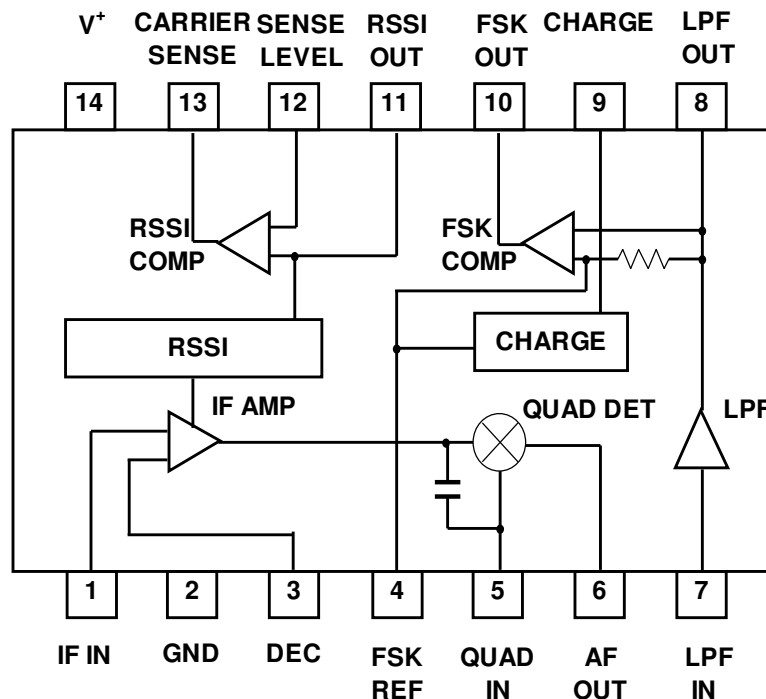 V+ CARRIER SENSE RSSI FSK CHARGE LPF
SENSE LEVEL OUT OUT OUT
14 13 12 11 10 9 8
RSSI
COMP
FSK
COMP
RSSI
CHARGE
IF AMP
QUAD DET
LPF
1 2 3 4 5 6 7
IF IN GND DEC FSK QUAD AF LPF
REF IN OUT IN